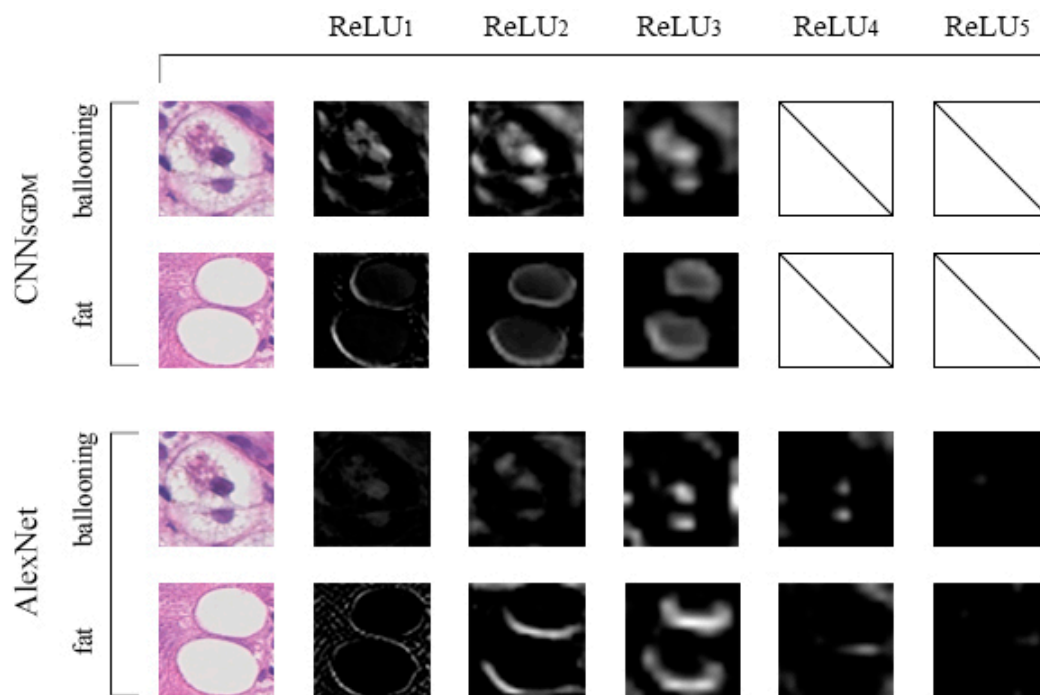 ReLU1 ReLU2 ReLU3 ReLU4 ReLU5
CNNSGDM
ballooning
fat
AlexNet
ballooning
fat